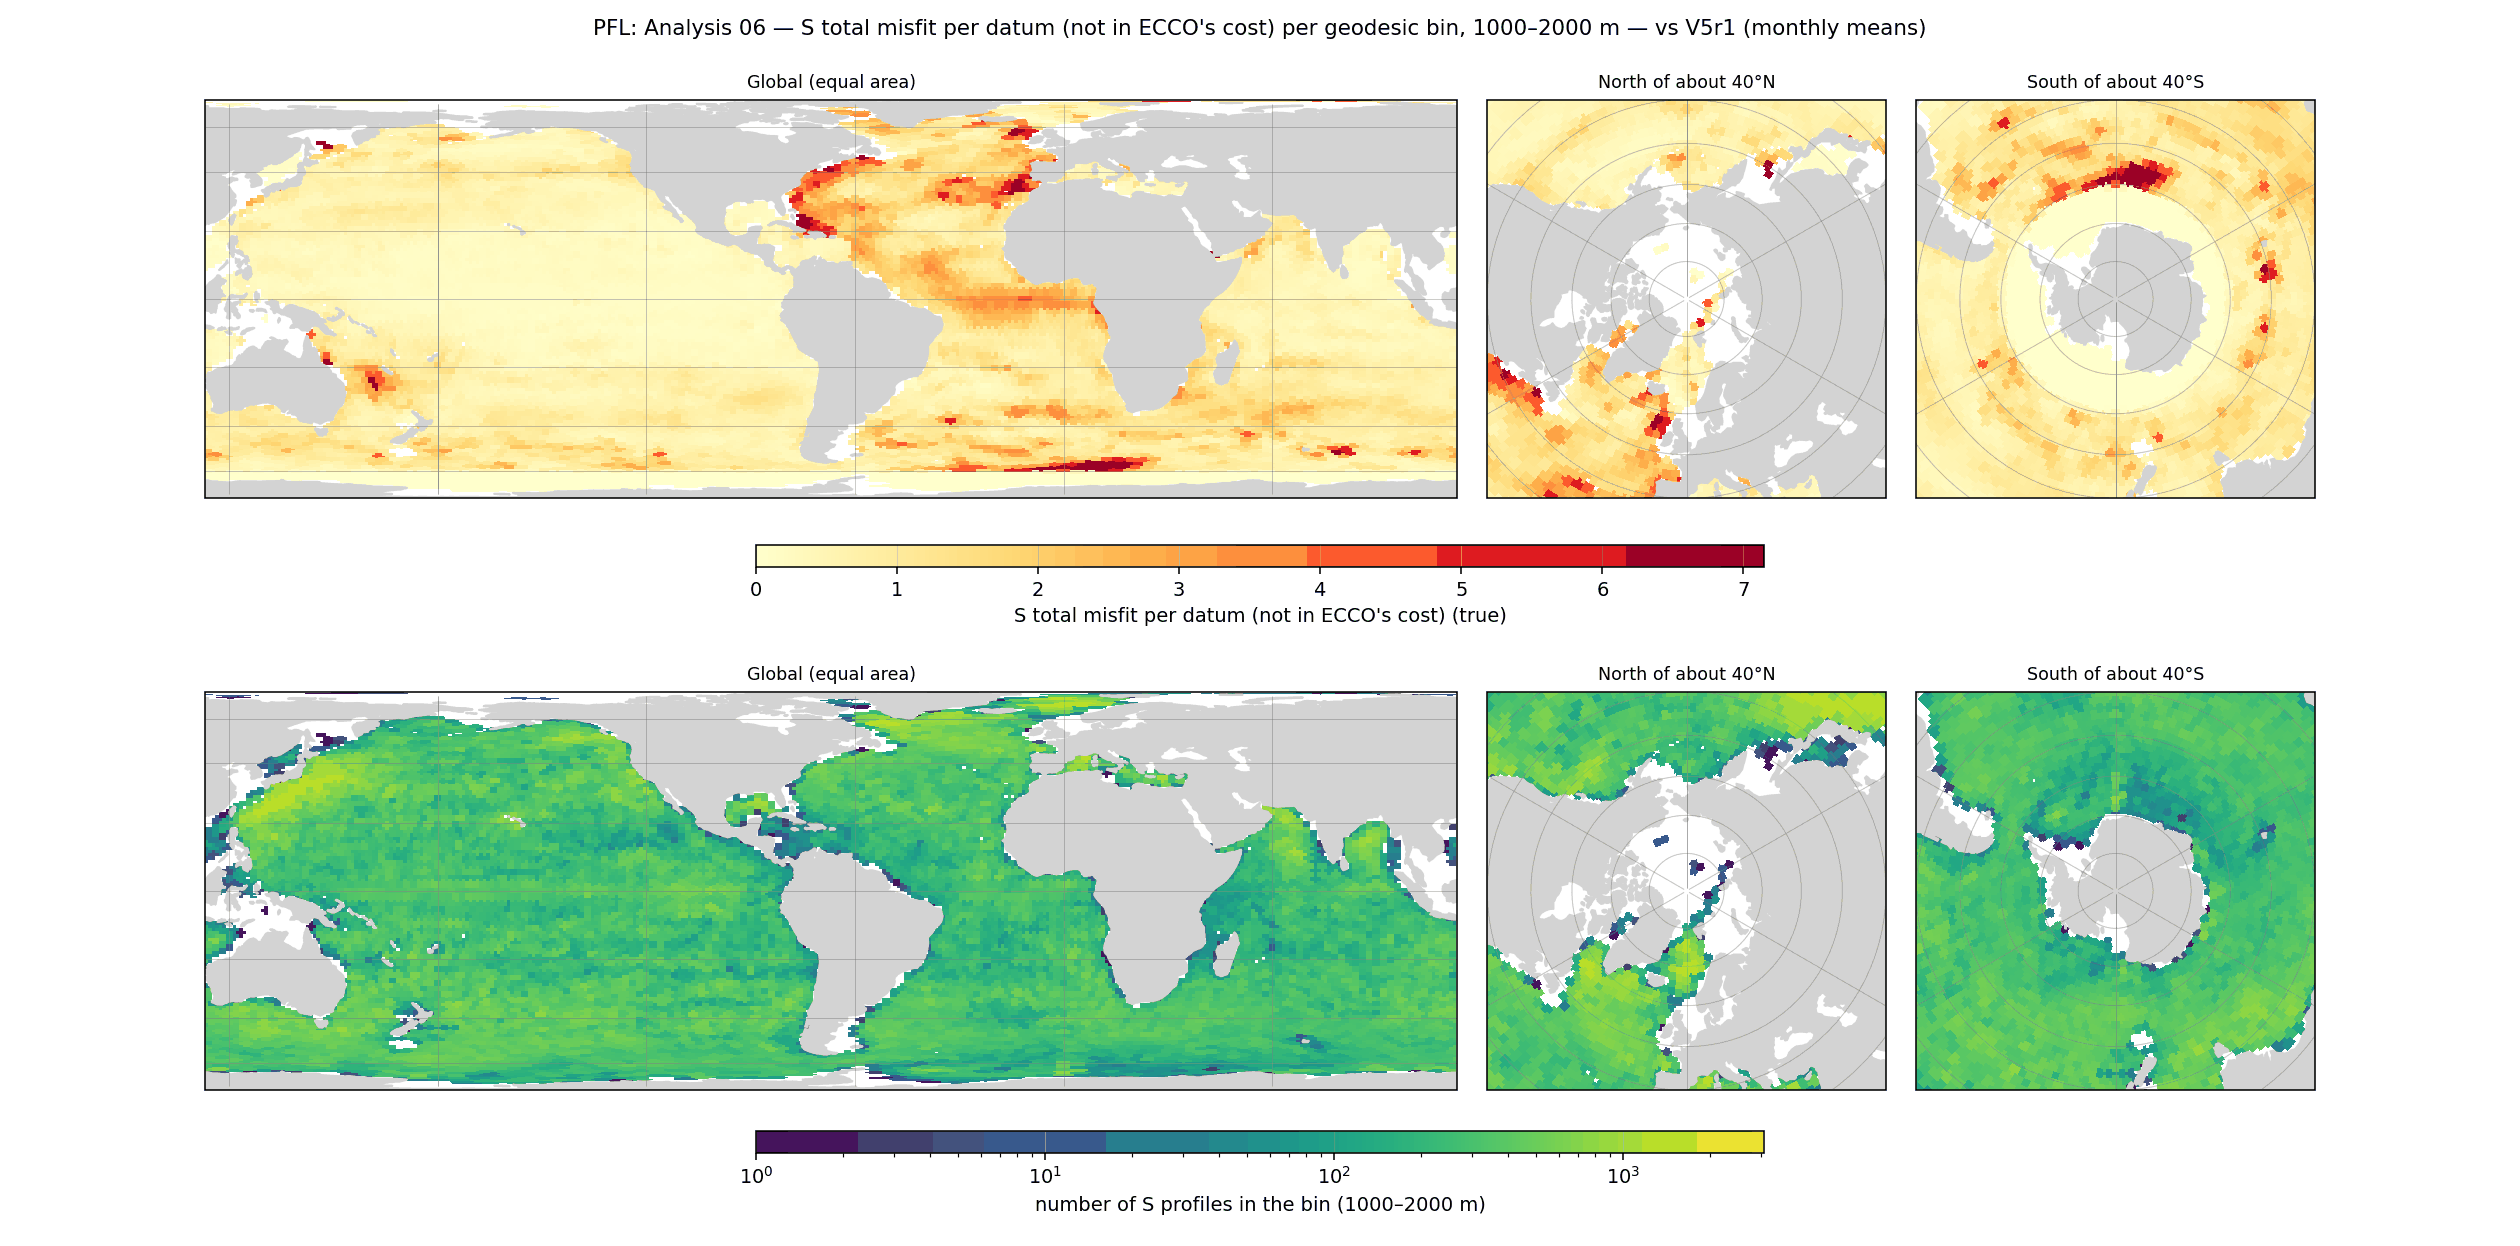 PFL: Analysis 06 — S total misfit per datum (not in ECCO's cost) per geodesic bin, 1000–2000 m — vs V5r1 (monthly means)
Global (equal area)
North of about 40°N
South of about 40°S
0 1 2 3 4 5 6 7
S total misfit per datum (not in ECCO's cost) (true)
Global (equal area)
North of about 40°N
South of about 40°S
10⁰ 10¹ 10² 10³
number of S profiles in the bin (1000–2000 m)